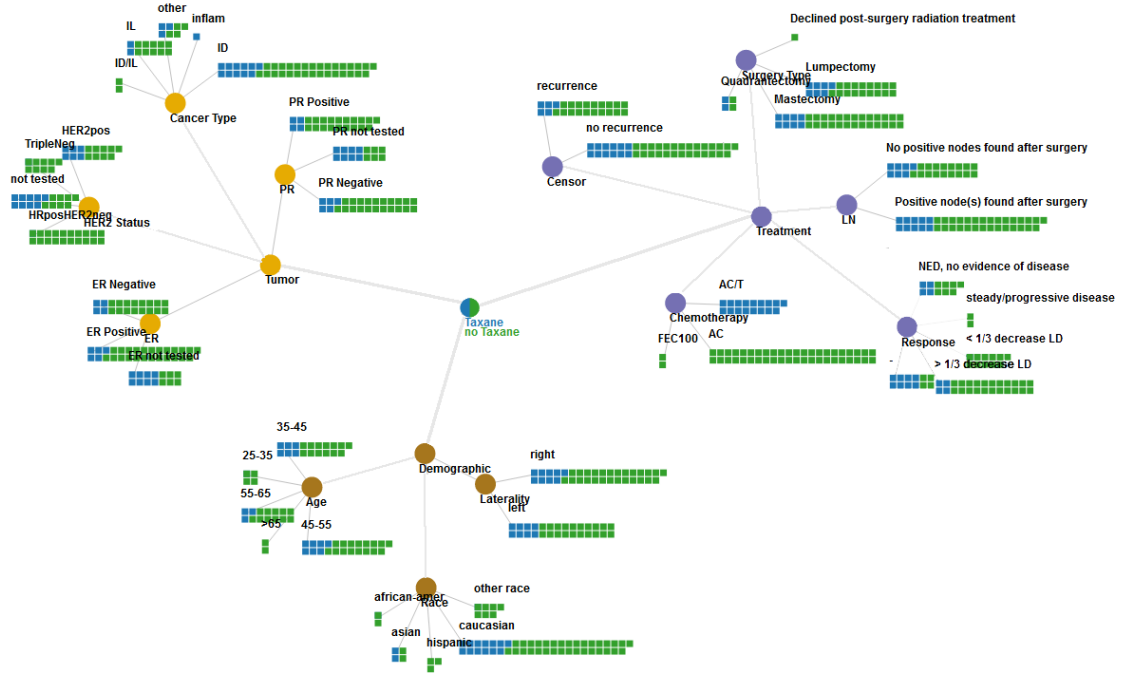 other
inflam
IL
ID
ID/IL
Cancer Type
PR Positive
PR not tested
PR
PR Negative
HER2pos
TripleNeg
not tested
HRposHER2neg
HER2 Status
Tumor
ER Negative
ER Positive
ER
ER not tested
Taxane
no Taxane
Declined post-surgery radiation treatment
Surgery Type
Quadrantectomy
Lumpectomy
Mastectomy
recurrence
no recurrence
Censor
No positive nodes found after surgery
Positive node(s) found after surgery
LN
Treatment
NED, no evidence of disease
steady/progressive disease
AC/T
Chemotherapy
FEC100
AC
Response
< 1/3 decrease LD
-
> 1/3 decrease LD
35-45
25-35
55-65
Age
>65
45-55
Demographic
right
Laterality
left
african-amer
Race
other race
asian
hispanic
caucasian